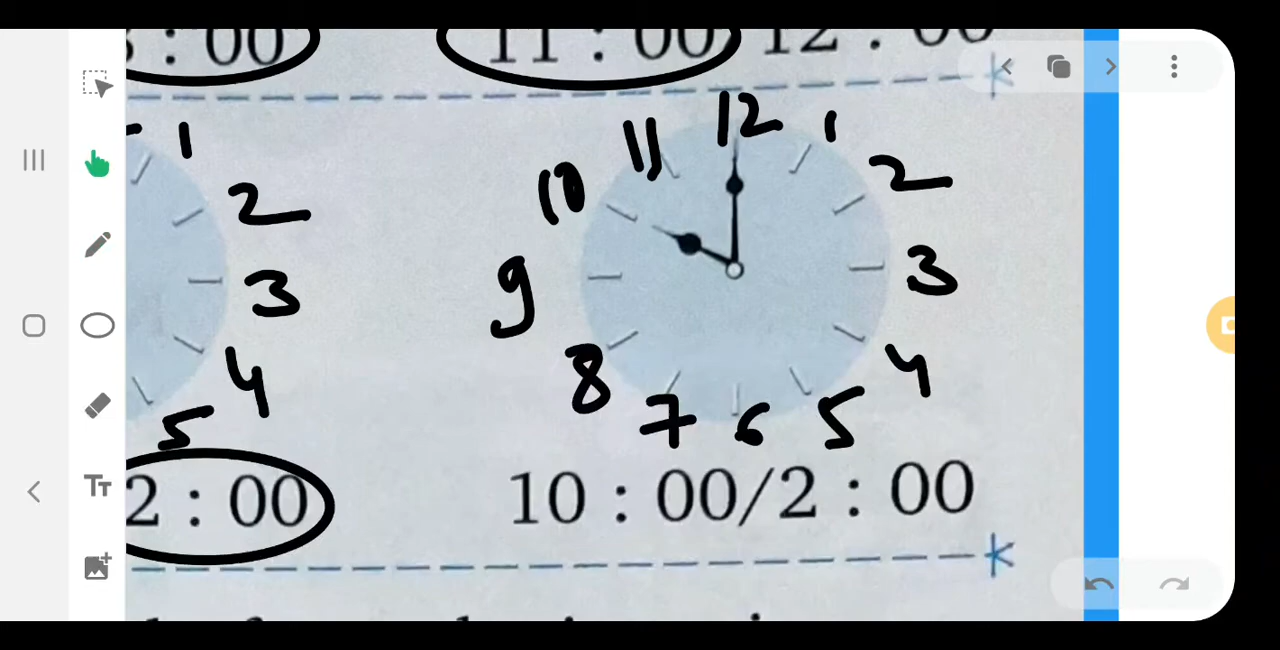 : 00 11 : 00 12 : 00
1 2 3 4 5
12 1 2 3 4 5 6 7 8 9 10 11
2 : 00 10 : 00/2 : 00
Tt